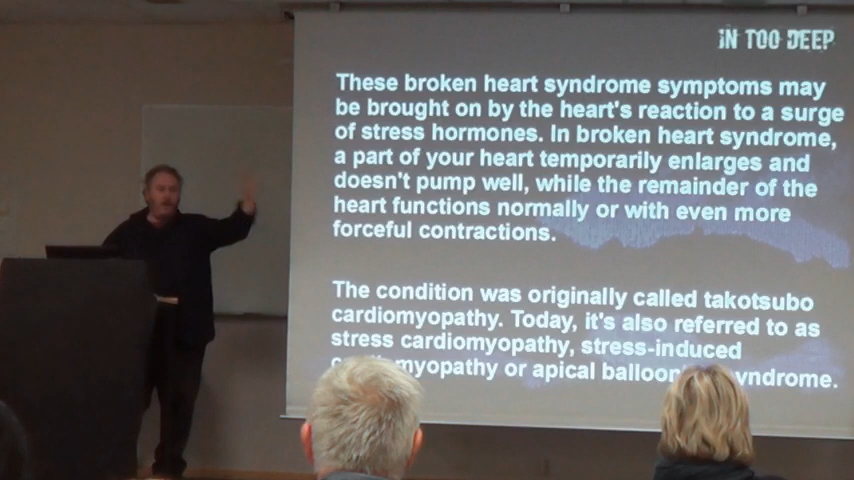 IN TOO DEEP
These broken heart syndrome symptoms may
be brought on by the heart's reaction to a surge
of stress hormones. In broken heart syndrome,
a part of your heart temporarily enlarges and
doesn't pump well, while the remainder of the
heart functions normally or with even more
forceful contractions.
The condition was originally called takotsubo
cardiomyopathy. Today, it's also referred to as
stress cardiomyopathy, stress-induced
cardiomyopathy or apical balloon syndrome.